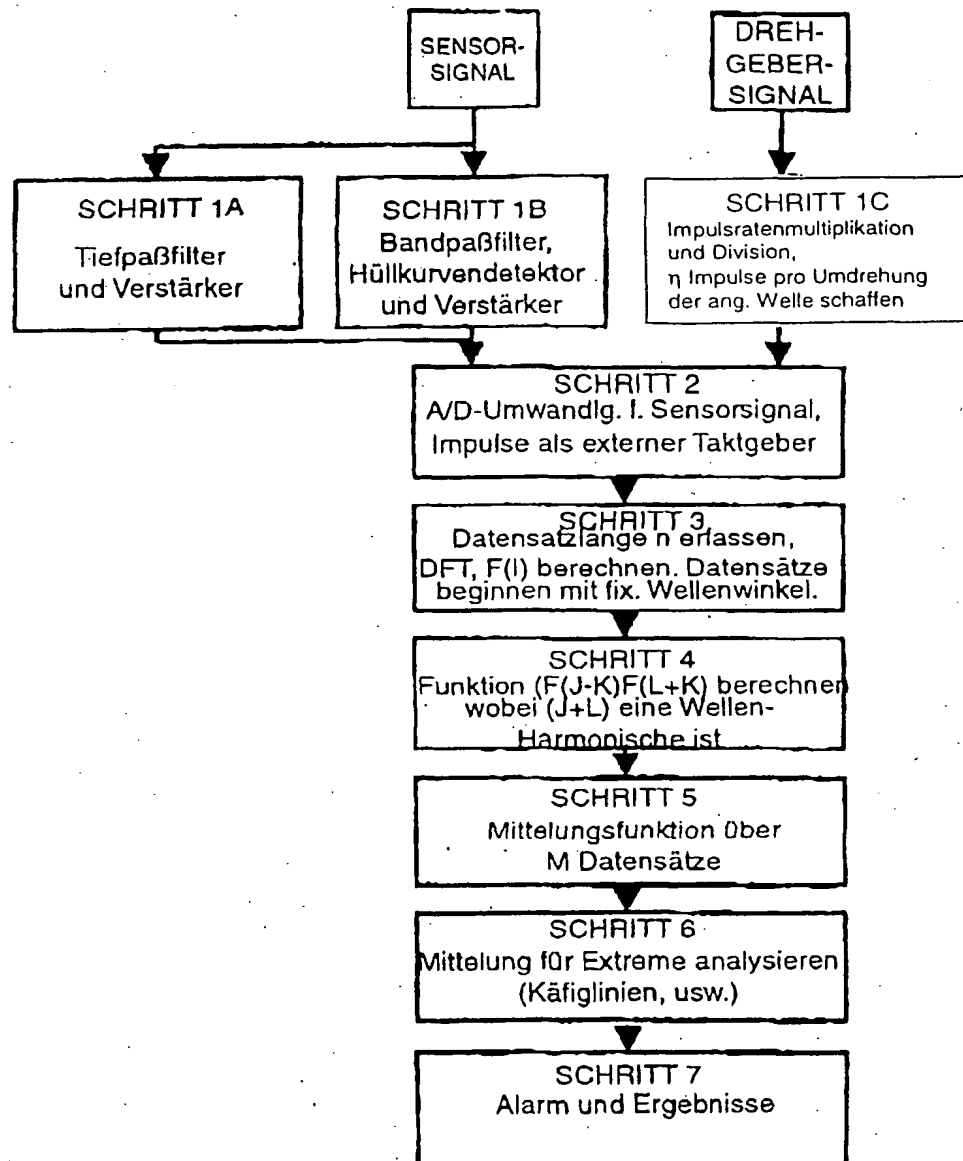 SENSOR-
SIGNAL
DREH-
GEBER-
SIGNAL
SCHRITT 1A
Tiefpaßfilter
und Verstärker
SCHRITT 1B
Bandpaßfilter,
Hüllkurvendetektor
und Verstärker
SCHRITT 1C
Impulsratenmultiplikation
und Division,
η Impulse pro Umdrehung
der ang. Welle schaffen
SCHRITT 2
A/D-Umwandlg. f. Sensorsignal,
Impulse als externer Taktgeber
SCHRITT 3
Datensatzlänge n erfassen,
DFT, F(I) berechnen. Datensätze
beginnen mit fix. Wellenwinkel.
SCHRITT 4
Funktion (F(J-K)F(L+K) berechnen
wobei (J+L) eine Wellen-
Harmonische ist
SCHRITT 5
Mittelungsfunktion über
M Datensätze
SCHRITT 6
Mittelung für Extreme analysieren
(Käfiglinien, usw.)
SCHRITT 7
Alarm und Ergebnisse